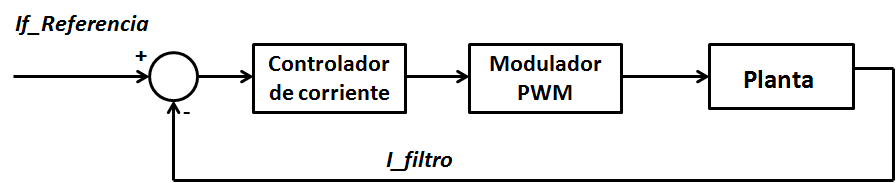 If_Referencia
+
-
Controlador
de corriente
Modulador
PWM
Planta
I_filtro